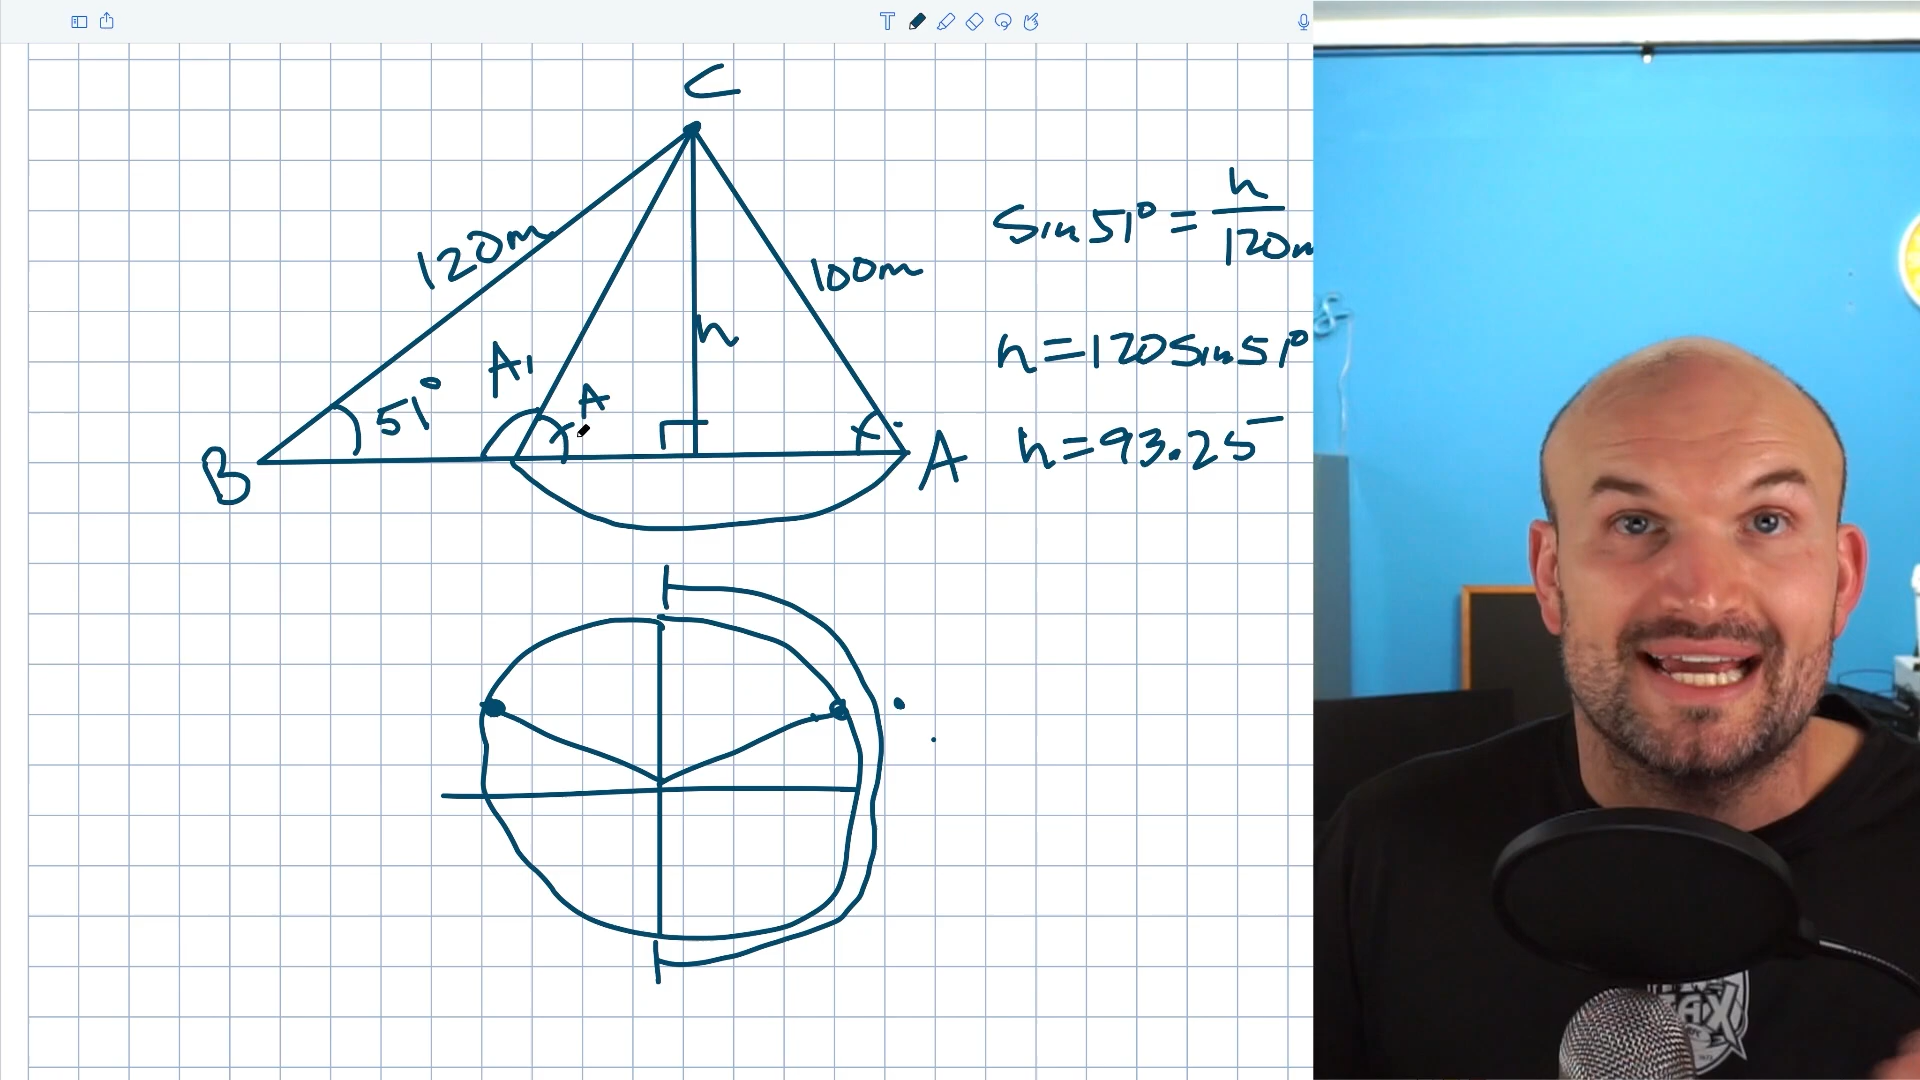 C
120m
100m
h
A1
A
51°
B
A
sin 51° = h/120m
h = 120 sin 51°
h = 93.25